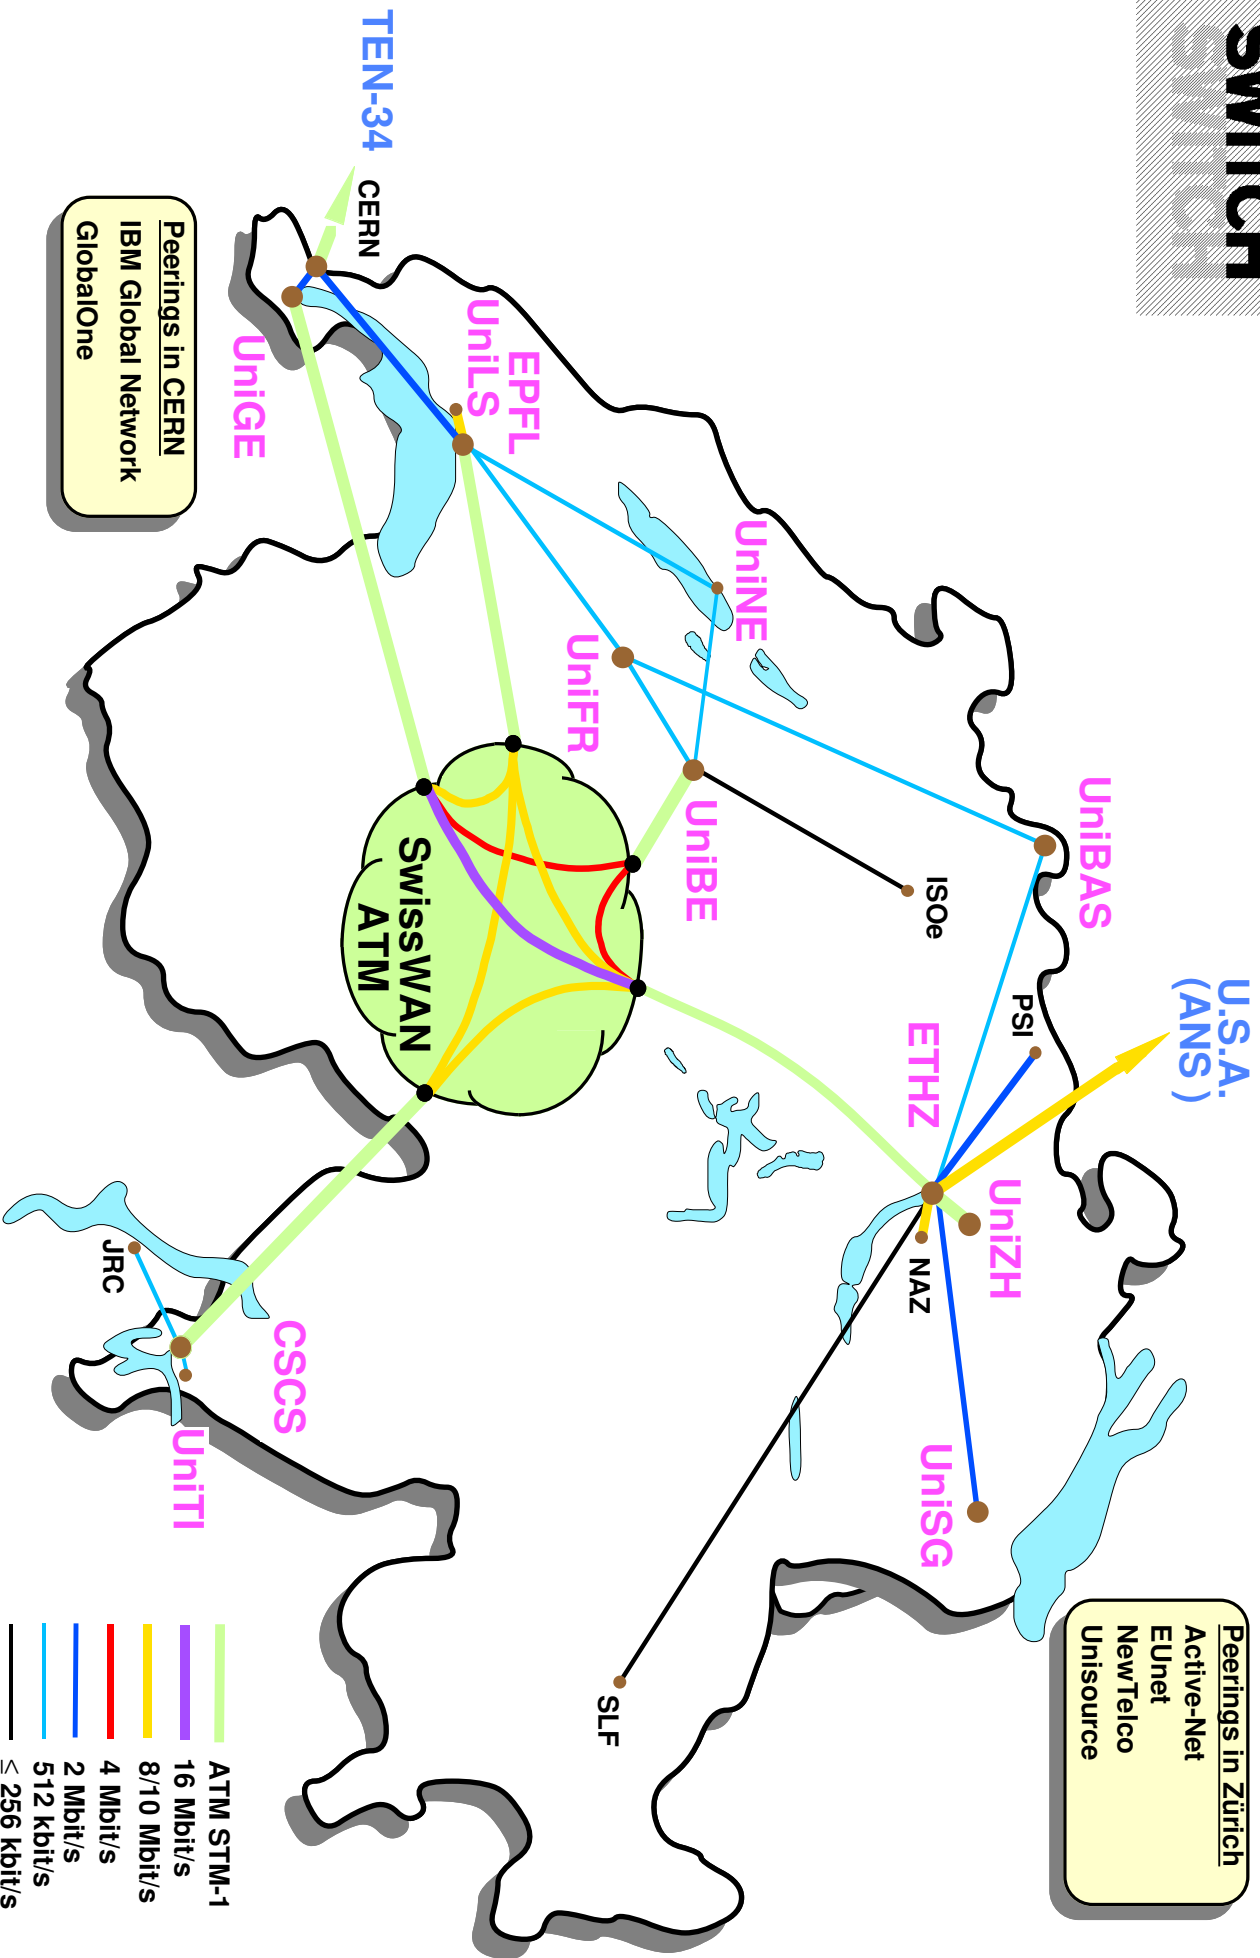 SWITCH
SWITCH
TEN-34
CERN
Peerings in CERN
IBM Global Network
GlobalOne
UniGE
EPFL
UniLS
UniNE
UniFR
UniBE
UniBAS
ISOe
U.S.A.
(ANS)
PSI
ETHZ
UniZH
NAZ
UniSG
SLF
SwissWAN
ATM
JRC
CSCS
UniTI
Peerings in Zürich
Active-Net
EUnet
NewTelco
Unisource
ATM STM-1
16 Mbit/s
8/10 Mbit/s
4 Mbit/s
2 Mbit/s
512 kbit/s
≤ 256 kbit/s